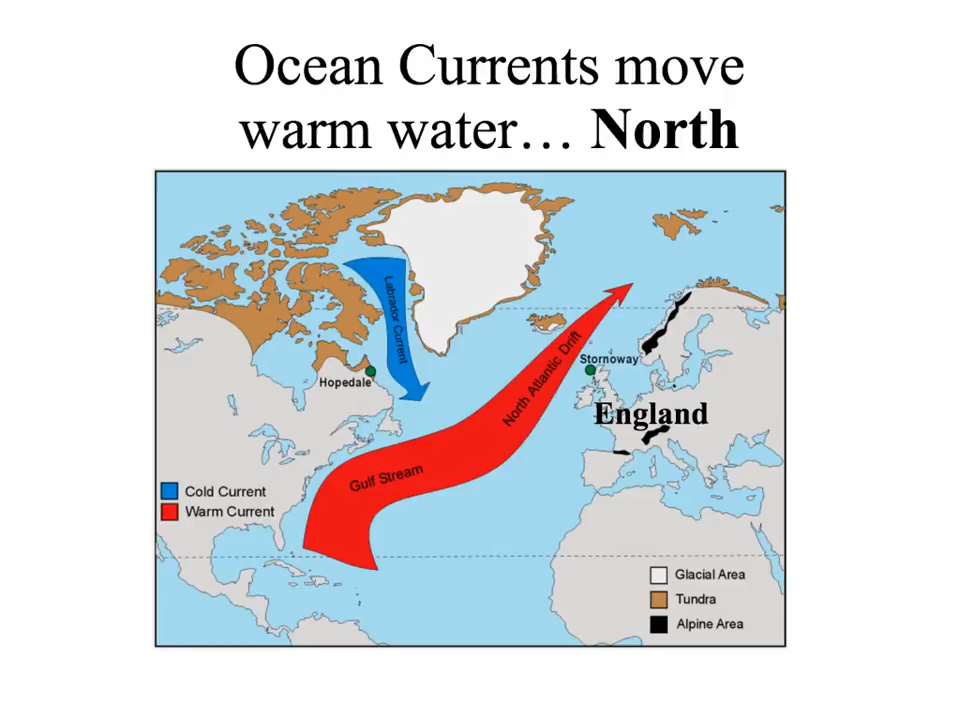 Ocean Currents move
warm water… North
Labrador Current
North Atlantic Drift
Stornoway
Hopedale
England
Gulf Stream
Cold Current
Warm Current
Glacial Area
Tundra
Alpine Area